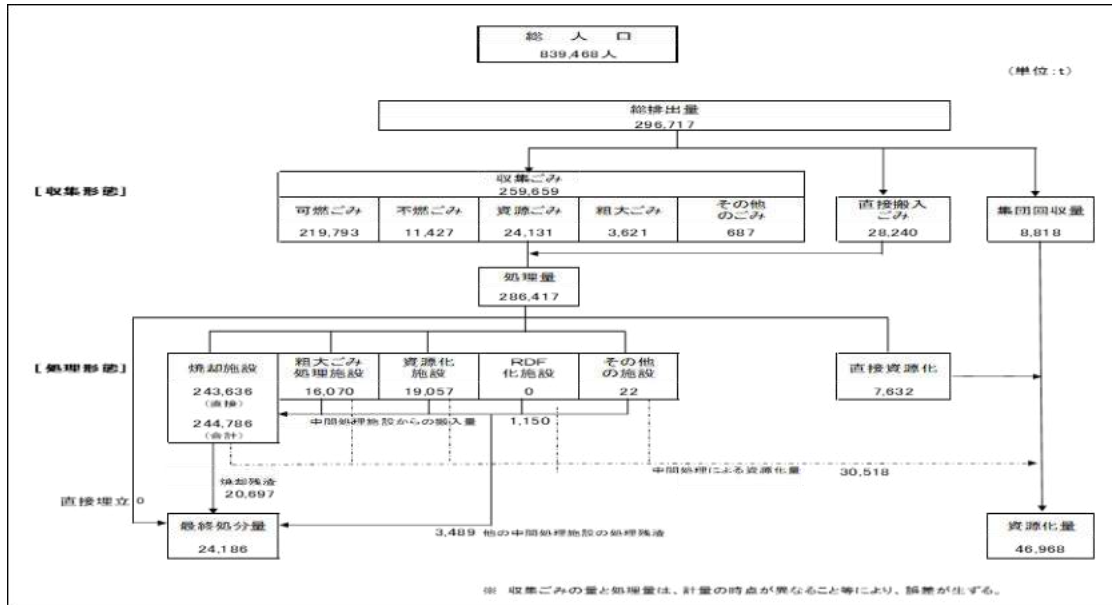 総人口
839,468人
(単位:t)
総排出量
296,717
[収集形態]
収集ごみ
259,659
可燃ごみ 不燃ごみ 資源ごみ 粗大ごみ その他のごみ
219,793 11,427 24,131 3,621 687
直接搬入ごみ
28,240
集団回収量
8,818
処理量
286,417
[処理形態]
焼却施設
243,636
(直接)
244,786
(合計)
粗大ごみ処理施設
16,070
資源化施設
19,057
RDF化施設
0
その他の施設
22
直接資源化
7,632
中間処理施設からの搬入量 1,150
中間処理による資源化量 30,518
焼却残渣
20,697
直接埋立 0
最終処分量
24,186
3,489 他の中間処理施設の処理残渣
資源化量
46,968
※ 収集ごみの量と処理量は、計量の時点が異なること等により、誤差が生ずる。